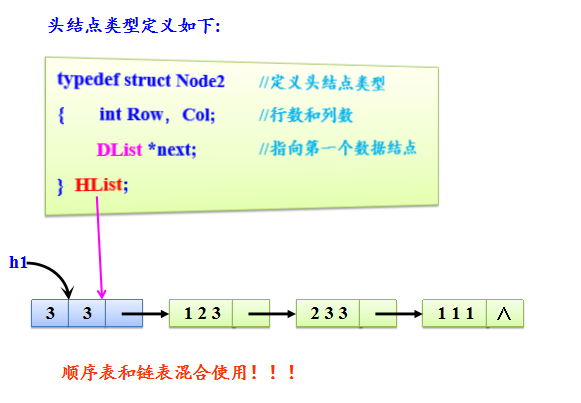 头结点类型定义如下:
typedef struct Node2 //定义头结点类型
{ int Row，Col; //行数和列数
DList *next; //指向第一个数据结点
} HList;
h1
3 3 1 2 3 2 3 3 1 1 1 ∧
顺序表和链表混合使用！！！